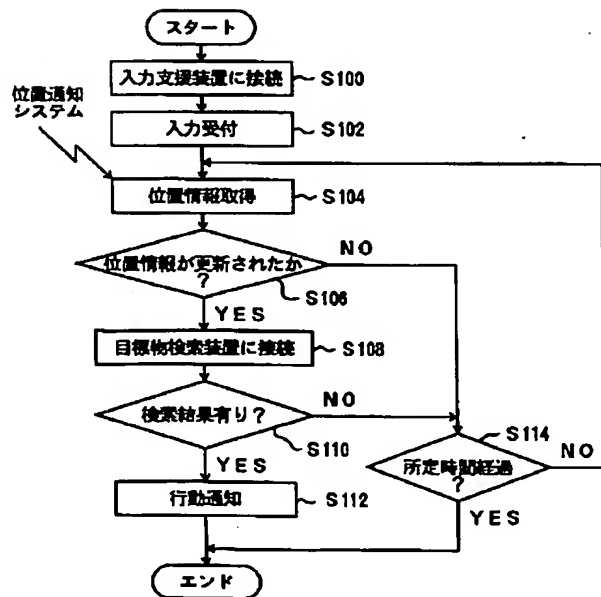 スタート
入力支援装置に接続
S100
位置通知
システム
入力受付
S102
位置情報取得
S104
位置情報が更新されたか
?
NO
S106
YES
目標物検索装置に接続
S108
検索結果有り?
NO
S110
YES
S114
所定時間経過
?
NO
YES
行動通知
S112
エンド